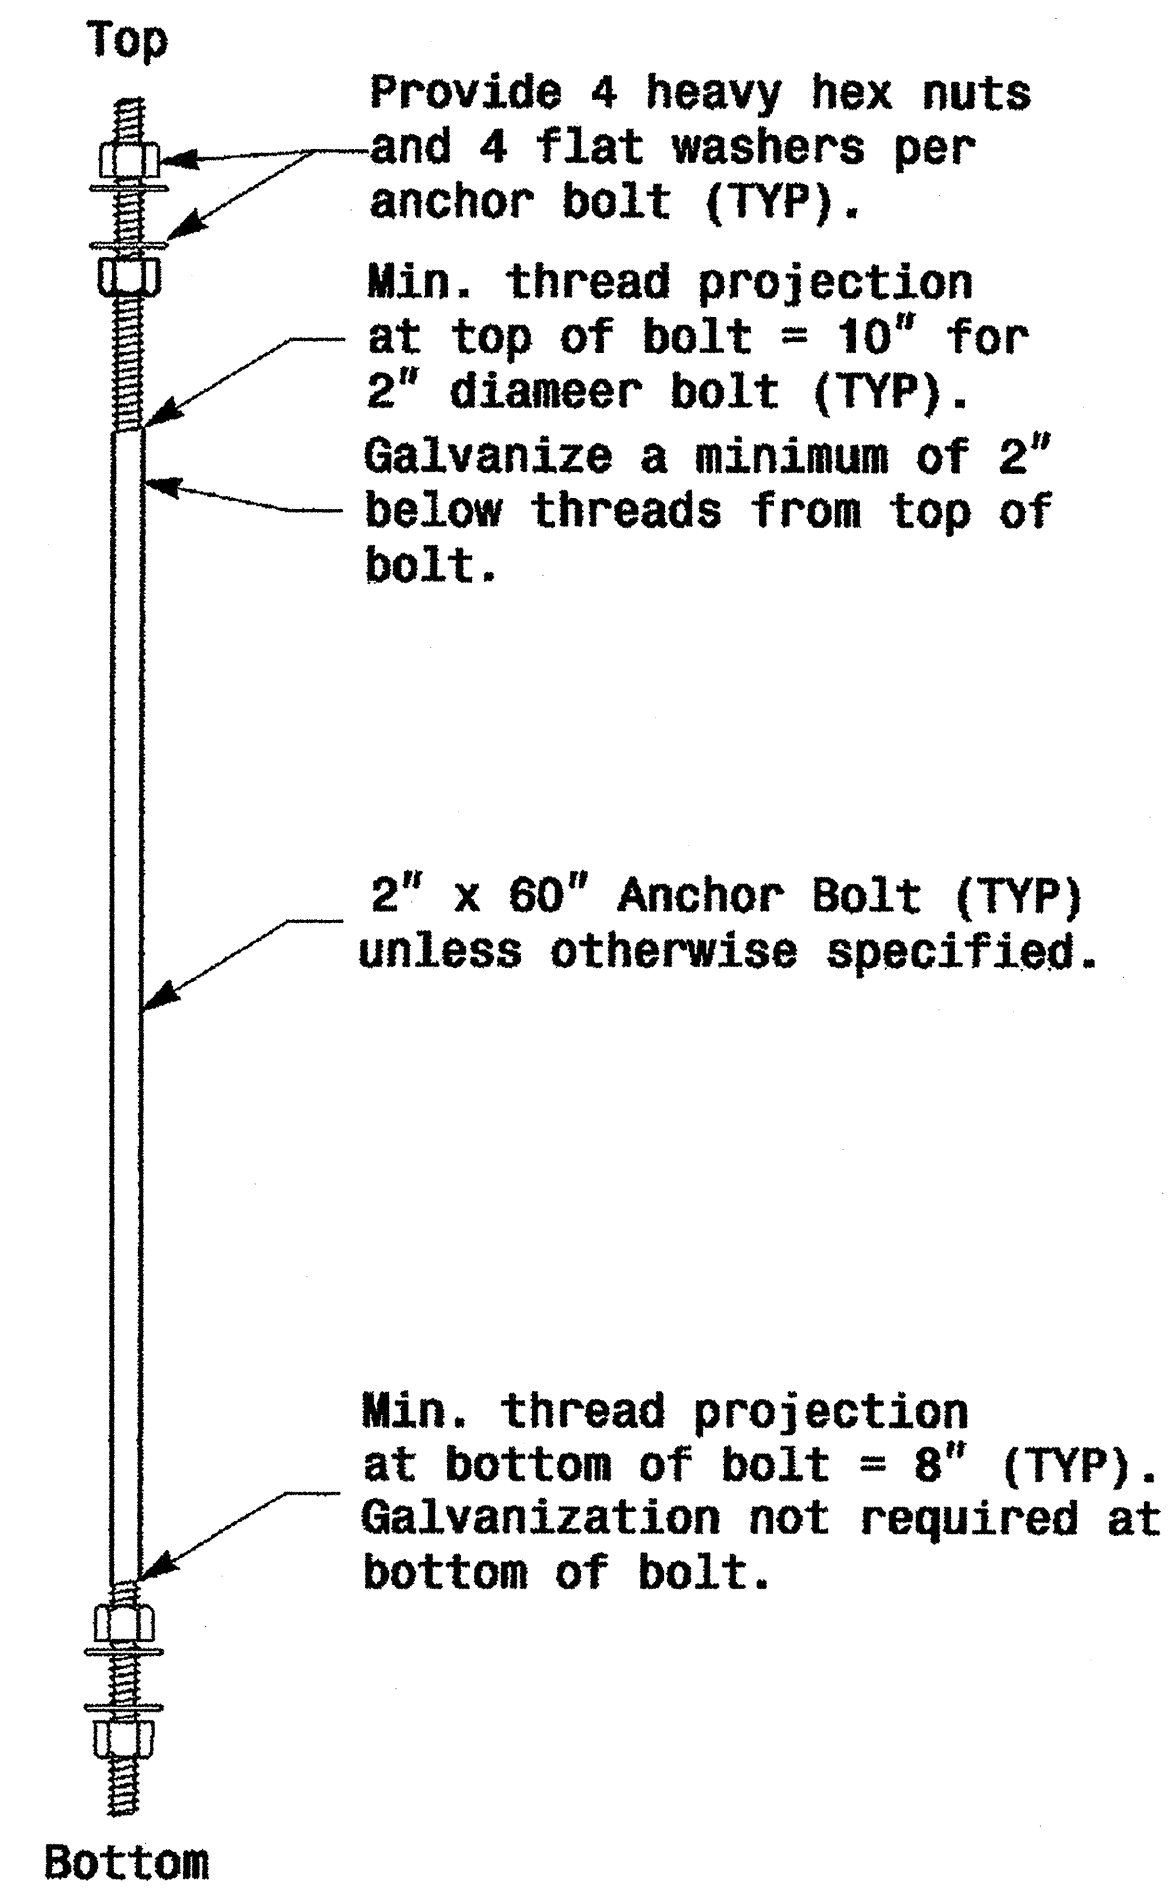 Top
Provide 4 heavy hex nuts
and 4 flat washers per
anchor bolt (TYP).
Min. thread projection
at top of bolt = 10" for
2" diameer bolt (TYP).
Galvanize a minimum of 2"
below threads from top of
bolt.
2" x 60" Anchor Bolt (TYP)
unless otherwise specified.
Min. thread projection
at bottom of bolt = 8" (TYP).
Galvanization not required at
bottom of bolt.
Bottom